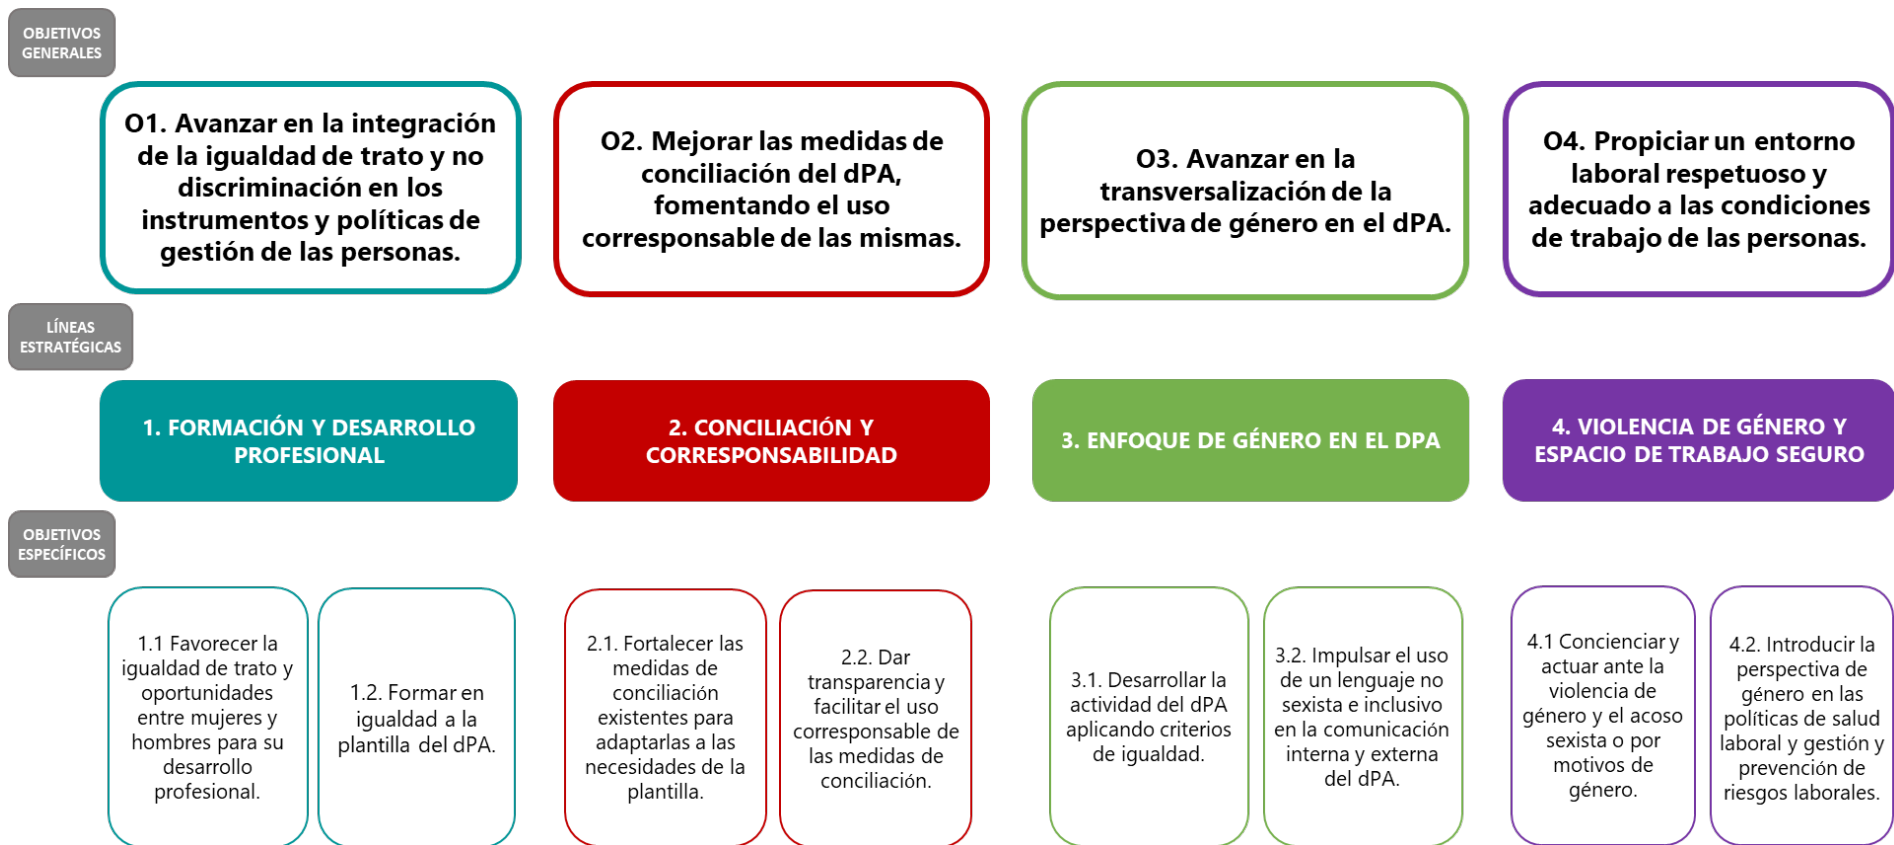 OBJETIVOS
GENERALES
O1. Avanzar en la integración
de la igualdad de trato y no
discriminación en los
instrumentos y políticas de
gestión de las personas.
O2. Mejorar las medidas de
conciliación del dPA,
fomentando el uso
corresponsable de las mismas.
O3. Avanzar en la
transversalización de la
perspectiva de género en el dPA.
O4. Propiciar un entorno
laboral respetuoso y
adecuado a las condiciones
de trabajo de las personas.
LÍNEAS
ESTRATÉGICAS
1. FORMACIÓN Y DESARROLLO
PROFESIONAL
2. CONCILIACIÓN Y
CORRESPONSABILIDAD
3. ENFOQUE DE GÉNERO EN EL DPA
4. VIOLENCIA DE GÉNERO Y
ESPACIO DE TRABAJO SEGURO
OBJETIVOS
ESPECÍFICOS
1.1 Favorecer la
igualdad de trato y
oportunidades
entre mujeres y
hombres para su
desarrollo
profesional.
1.2. Formar en
igualdad a la
plantilla del dPA.
2.1. Fortalecer las
medidas de
conciliación
existentes para
adaptarlas a las
necesidades de la
plantilla.
2.2. Dar
transparencia y
facilitar el uso
corresponsable de
las medidas de
conciliación.
3.1. Desarrollar la
actividad del dPA
aplicando criterios
de igualdad.
3.2. Impulsar el uso
de un lenguaje no
sexista e inclusivo
en la comunicación
interna y externa
del dPA.
4.1 Concienciar y
actuar ante la
violencia de
género y el acoso
sexista o por
motivos de
género.
4.2. Introducir la
perspectiva de
género en las
políticas de salud
laboral y gestión y
prevención de
riesgos laborales.